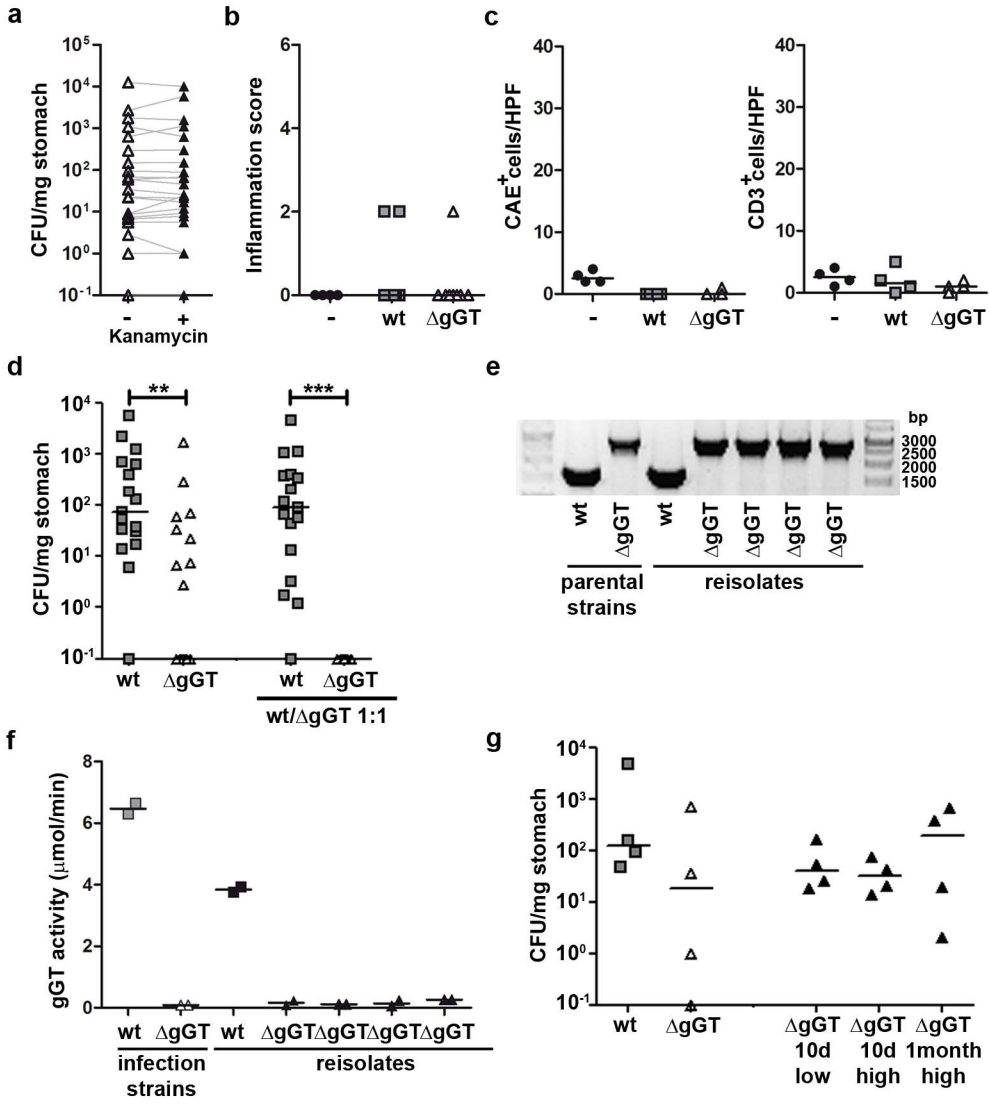 a
CFU/mg stomach
10^5
10^4
10^3
10^2
10^1
10^0
10^-1
- +
Kanamycin
b
Inflammation score
6
4
2
0
- wt ΔgGT
c
CAE+cells/HPF
40
30
20
10
0
- wt ΔgGT
CD3+cells/HPF
40
30
20
10
0
- wt ΔgGT
d
CFU/mg stomach
10^4
10^3
10^2
10^1
10^0
10^-1
** ***
wt ΔgGT wt ΔgGT
wt/ΔgGT 1:1
e
bp
3000
2500
2000
1500
wt ΔgGT wt ΔgGT ΔgGT ΔgGT ΔgGT
parental reisolates
strains
f
gGT activity (μmol/min)
8
6
4
2
0
wt ΔgGT wt ΔgGT ΔgGT ΔgGT ΔgGT
infection reisolates
strains
g
CFU/mg stomach
10^4
10^3
10^2
10^1
10^0
10^-1
wt ΔgGT ΔgGT ΔgGT ΔgGT
10d 10d 1month
low high high